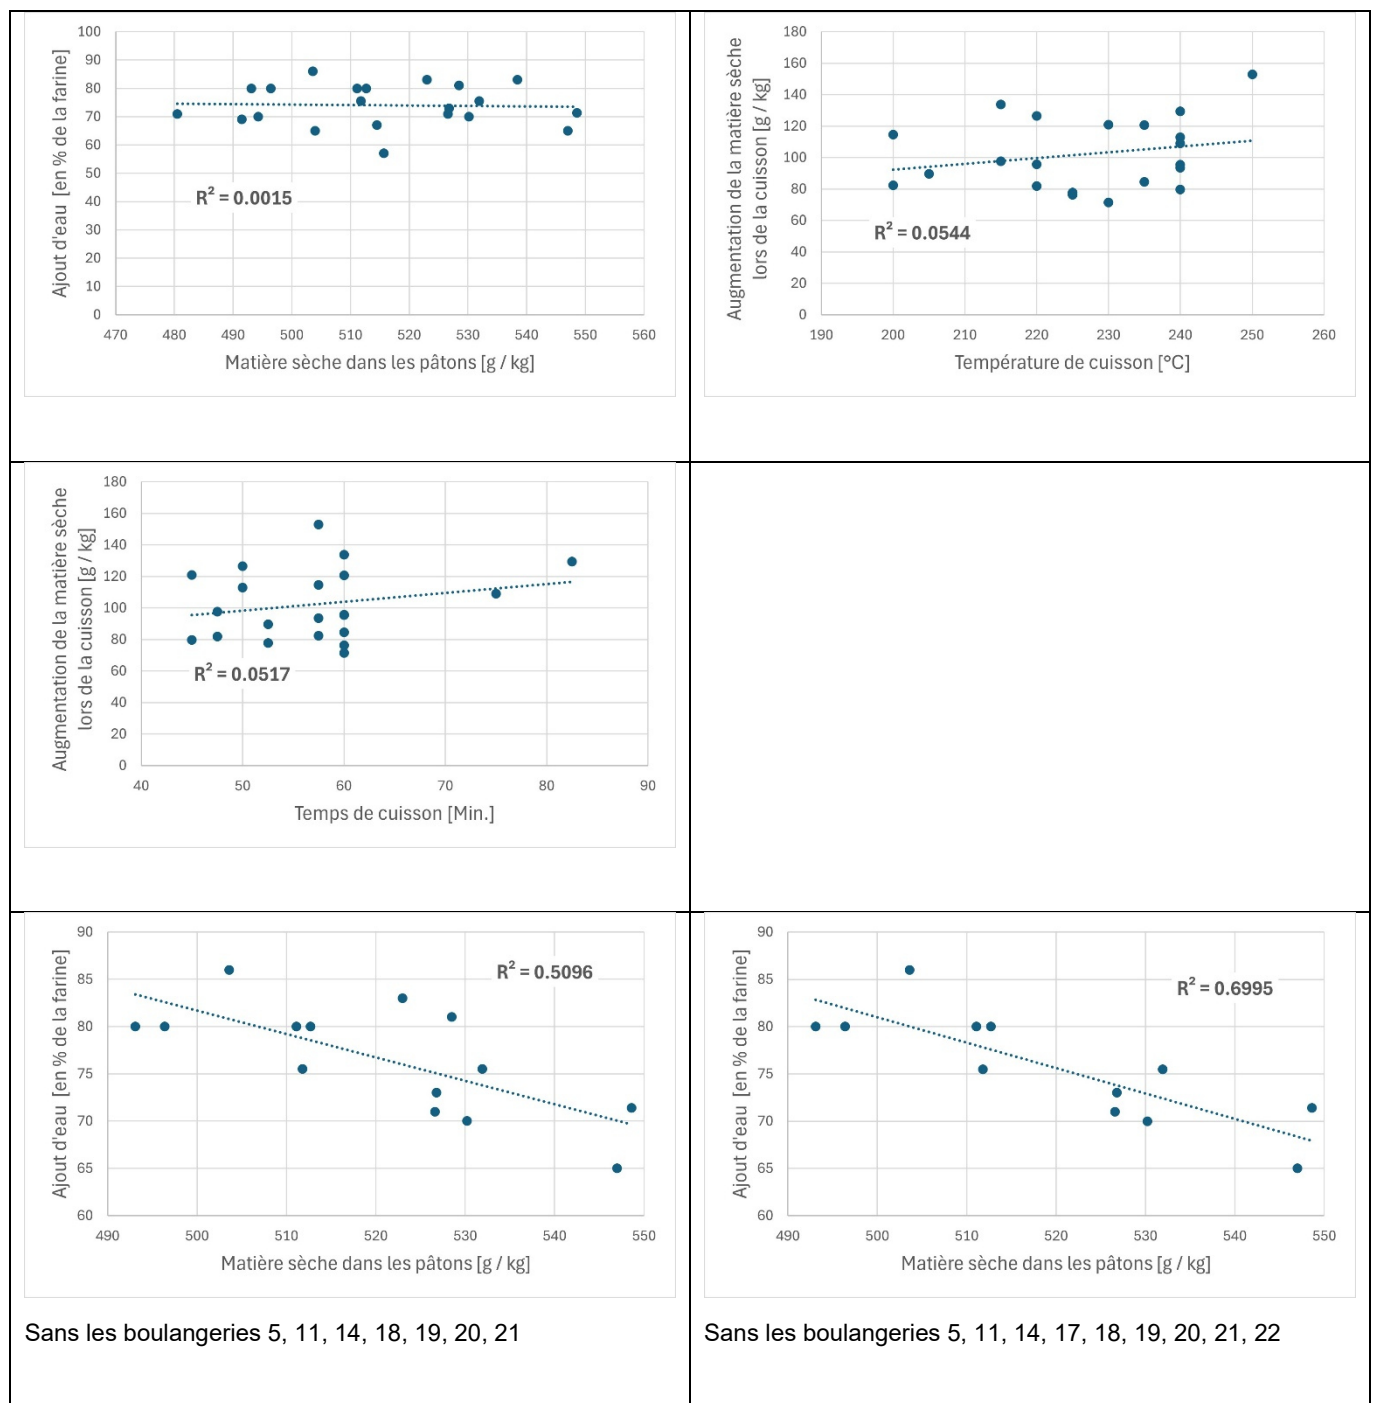 100
90
80
70
60
50
40
30
20
10
0
Ajout d'eau [en % de la farine]
R² = 0.0015
470 480 490 500 510 520 530 540 550 560
Matière sèche dans les pâtons [g / kg]
180
160
140
120
100
80
60
40
20
0
Augmentation de la matière sèche
lors de la cuisson [g / kg]
R² = 0.0544
190 200 210 220 230 240 250 260
Température de cuisson [°C]
180
160
140
120
100
80
60
40
20
0
Augmentation de la matière sèche
lors de la cuisson [g / kg]
R² = 0.0517
40 50 60 70 80 90
Temps de cuisson [Min.]
90
85
80
75
70
65
60
Ajout d'eau [en % de la farine]
R² = 0.5096
490 500 510 520 530 540 550
Matière sèche dans les pâtons [g / kg]
Sans les boulangeries 5, 11, 14, 18, 19, 20, 21
90
85
80
75
70
65
60
Ajout d'eau [en % de la farine]
R² = 0.6995
490 500 510 520 530 540 550
Matière sèche dans les pâtons [g / kg]
Sans les boulangeries 5, 11, 14, 17, 18, 19, 20, 21, 22